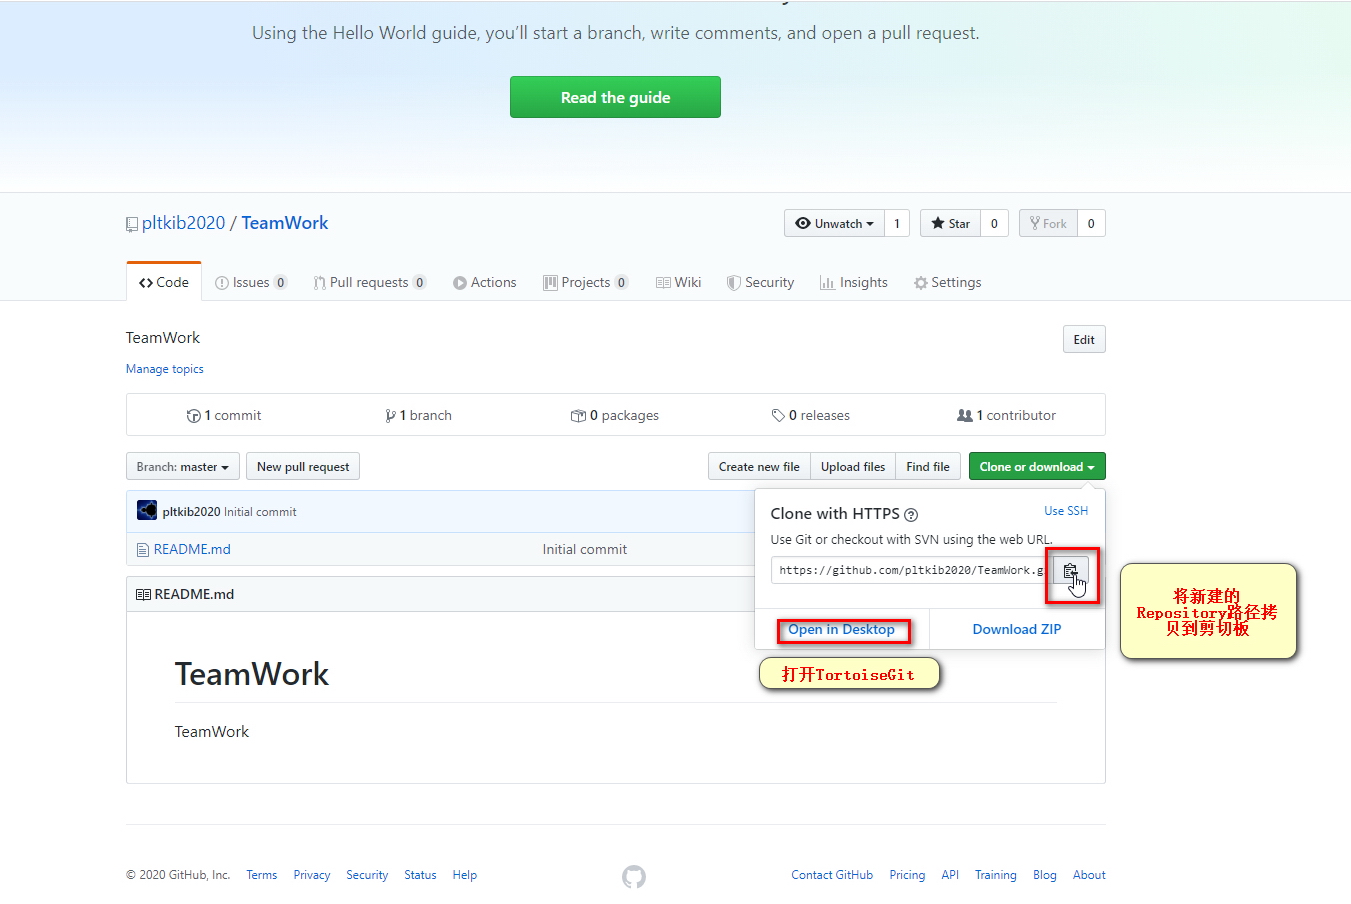 Using the Hello World guide, you’ll start a branch, write comments, and open a pull request.
Read the guide
pltkib2020 / TeamWork
Unwatch 1 Star 0 Fork 0
Code Issues 0 Pull requests 0 Actions Projects 0 Wiki Security Insights Settings
TeamWork
Edit
Manage topics
1 commit 1 branch 0 packages 0 releases 1 contributor
Branch: master New pull request Create new file Upload files Find file Clone or download
pltkib2020 Initial commit
README.md Initial commit
Clone with HTTPS Use SSH
Use Git or checkout with SVN using the web URL.
https://github.com/pltkib2020/TeamWork.g
Open in Desktop Download ZIP
将新建的
Repository路径拷
贝到剪切板
打开TortoiseGit
README.md
TeamWork
TeamWork
© 2020 GitHub, Inc. Terms Privacy Security Status Help Contact GitHub Pricing API Training Blog About